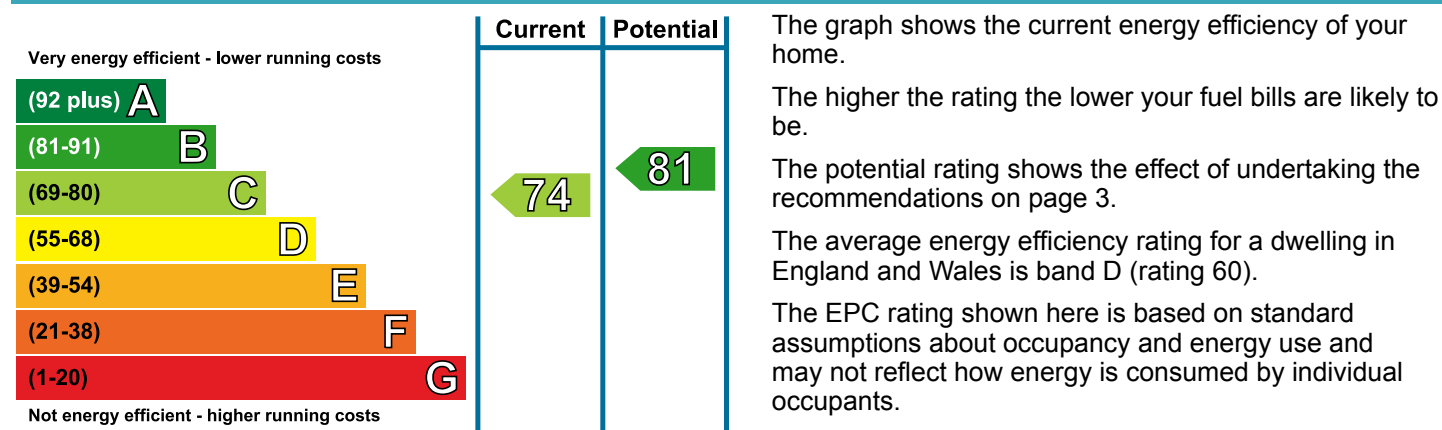 Current Potential
Very energy efficient - lower running costs
(92 plus) A
(81-91) B
(69-80) C
(55-68) D
(39-54) E
(21-38) F
(1-20) G
Not energy efficient - higher running costs
74
81
The graph shows the current energy efficiency of your
home.
The higher the rating the lower your fuel bills are likely to
be.
The potential rating shows the effect of undertaking the
recommendations on page 3.
The average energy efficiency rating for a dwelling in
England and Wales is band D (rating 60).
The EPC rating shown here is based on standard
assumptions about occupancy and energy use and
may not reflect how energy is consumed by individual
occupants.